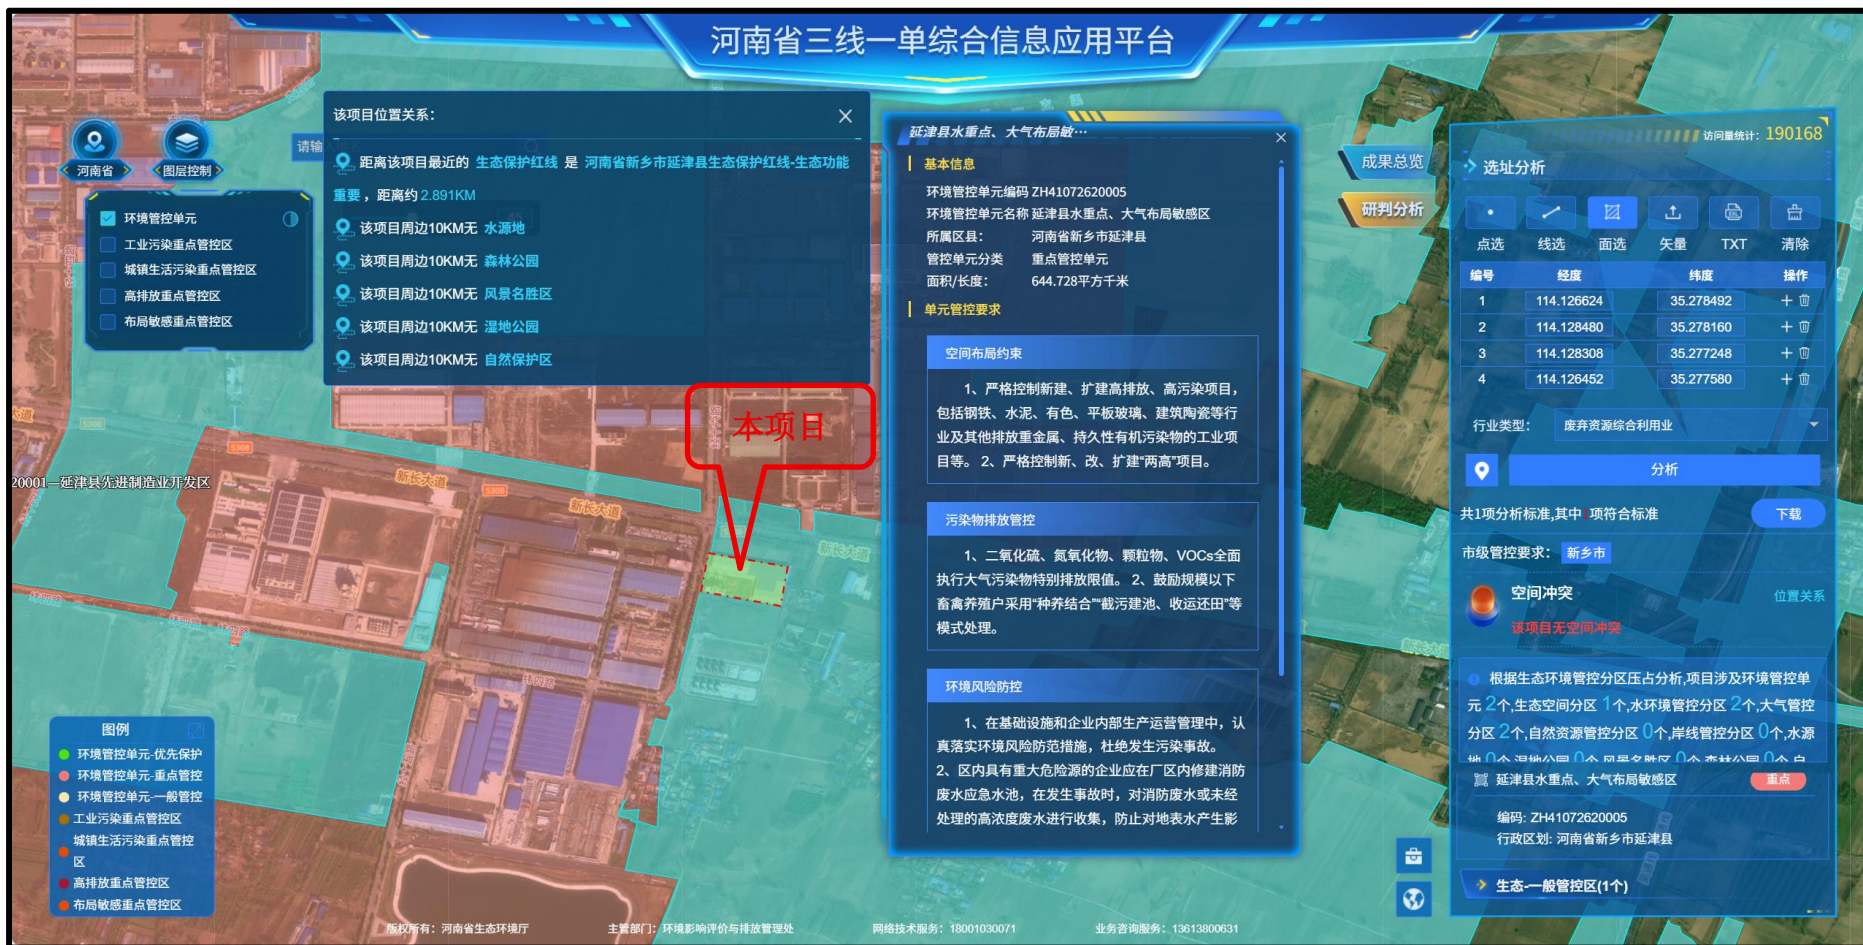 河南省三线一单综合信息应用平台
河南省
图层控制
请输
环境管控单元
工业污染重点管控区
城镇生活污染重点管控区
高排放重点管控区
布局敏感重点管控区
该项目位置关系：
距离该项目最近的 生态保护红线 是 河南省新乡市延津县生态保护红线-生态功能
重要，距离约2.891KM
该项目周边10KM无 水源地
该项目周边10KM无 森林公园
该项目周边10KM无 风景名胜区
该项目周边10KM无 湿地公园
该项目周边10KM无 自然保护区
本项目
S308
S308
S308
新长大道
新长大道
新长大道
20001—延津县先进制造业开发区
纬四路
图例
环境管控单元-优先保护
环境管控单元-重点管控
环境管控单元-一般管控
工业污染重点管控区
城镇生活污染重点管控
区
高排放重点管控区
布局敏感重点管控区
延津县水重点、大气布局敏···
基本信息
环境管控单元编码 ZH41072620005
环境管控单元名称 延津县水重点、大气布局敏感区
所属区县： 河南省新乡市延津县
管控单元分类 重点管控单元
面积/长度： 644.728平方千米
单元管控要求
空间布局约束
1、严格控制新建、扩建高排放、高污染项目，
包括钢铁、水泥、有色、平板玻璃、建筑陶瓷等行
业及其他排放重金属、持久性有机污染物的工业项
目等。 2、严格控制新、改、扩建“两高”项目。
污染物排放管控
1、二氧化硫、氮氧化物、颗粒物、VOCs全面
执行大气污染物特别排放限值。 2、鼓励规模以下
畜禽养殖户采用“种养结合”“截污建池、收运还田”等
模式处理。
环境风险防控
1、在基础设施和企业内部生产运营管理中，认
真落实环境风险防范措施，杜绝发生污染事故。
2、区内具有重大危险源的企业应在厂区内修建消防
废水应急水池，在发生事故时，对消防废水或未经
处理的高浓度废水进行收集，防止对地表水产生影
成果总览
研判分析
访问量统计：190168
选址分析
点选 线选 面选 矢量 TXT 清除
编号 经度 纬度 操作
1 114.126624 35.278492
2 114.128480 35.278160
3 114.128308 35.277248
4 114.126452 35.277580
行业类型： 废弃资源综合利用业
分析
共1项分析标准,其中 项符合标准
下载
市级管控要求： 新乡市
空间冲突
位置关系
该项目无空间冲突
根据生态环境管控分区压占分析,项目涉及环境管控单
元 2个,生态空间分区 1个,水环境管控分区 2个,大气管控
分区 2个,自然资源管控分区 0个,岸线管控分区 0个,水源
地 0个,湿地公园 0个,风景名胜区 0个,森林公园 0个,自
延津县水重点、大气布局敏感区
重点
编码: ZH41072620005
行政区划: 河南省新乡市延津县
生态-一般管控区(1个)
版权所有：河南省生态环境厅 主管部门：环境影响评价与排放管理处 网络技术服务：18001030071 业务咨询服务：13613800631